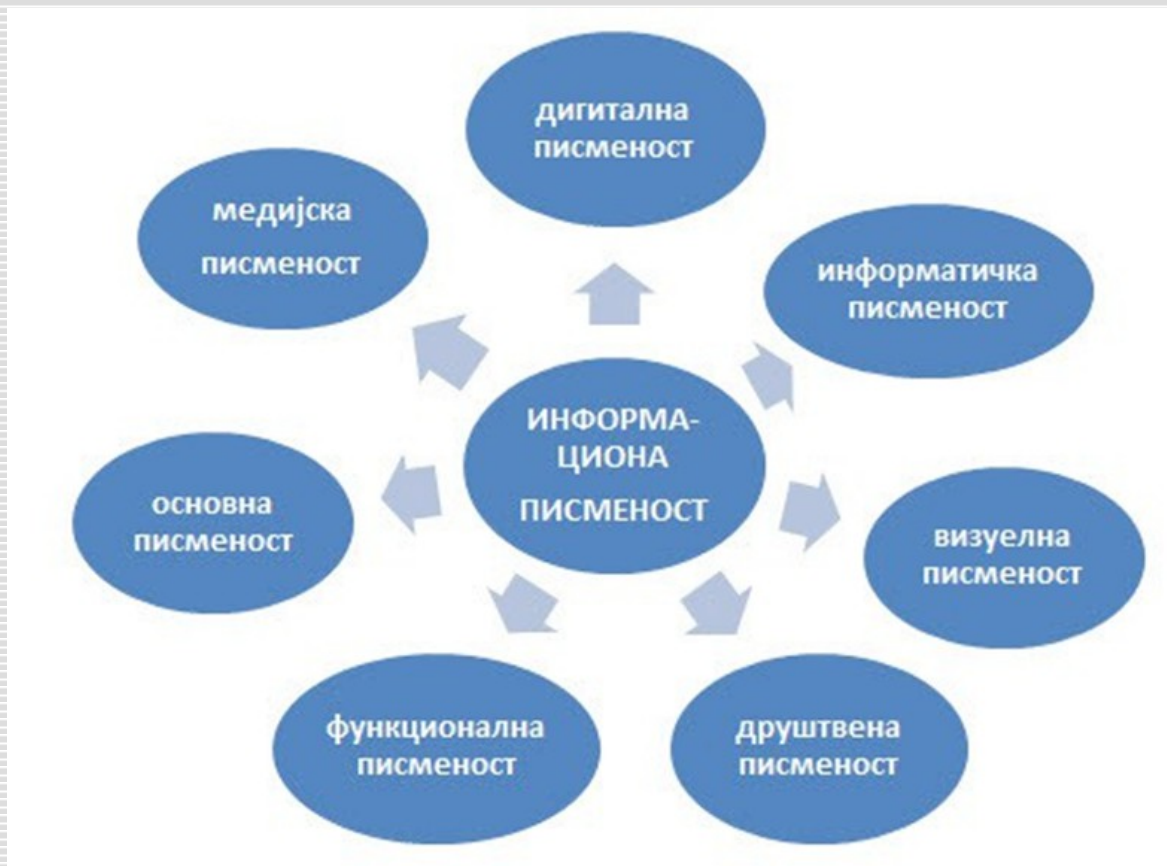 дигитална
писменост
медијска
писменост
информатичка
писменост
ИНФОРМА-
ЦИОНА
ПИСМЕНОСТ
основна
писменост
визуелна
писменост
функционална
писменост
друштвена
писменост